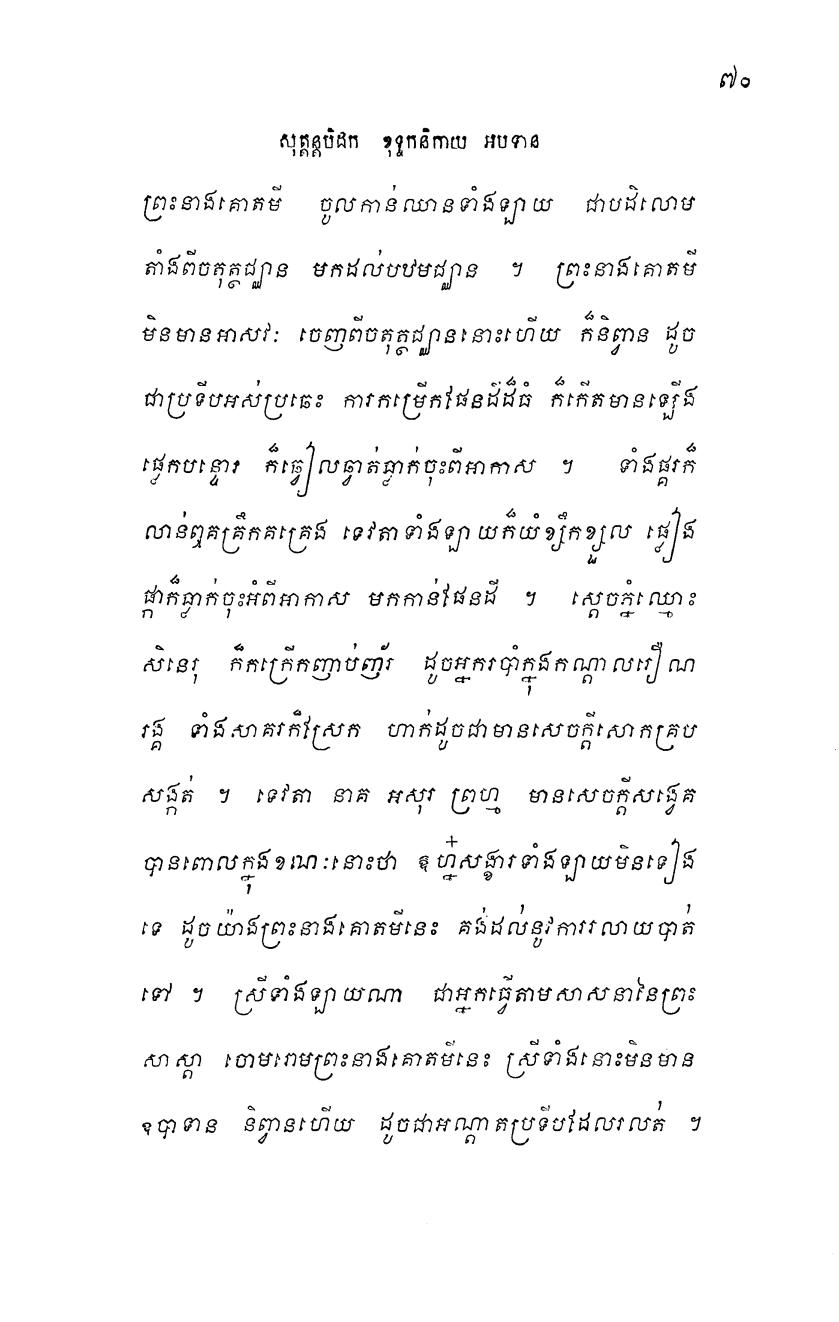 ៧០
សុត្តន្តបិដក ខុទ្ទកនិកាយ អបទាន
ព្រះនាងគោតមី ចូលកាន់ឈានទាំងឡាយ ជាបដិលោម
តាំងពីចតុត្ថជ្ឈាន មកដល់បឋមជ្ឈាន ។ ព្រះនាងគោតមី
មិនមានអាសវៈ ចេញពីចតុត្ថជ្ឈាននោះហើយ ក៏និព្វាន ដូច
ជាប្រទីបអស់ប្រឆេះ ការកម្រើកផែនដ៏ដ៏ធំ ក៏កើតមានឡើង
ផ្លេកបន្ទោរ ក៏ធ្វៀលធ្វាត់ធ្លាក់ចុះពីអាកាស ។ ទាំងផ្គរក៏
លាន់ឮគគ្រឹកគគ្រេង ទេវតាទាំងឡាយក៏យំខ្សឹកខ្សួល ភ្លៀង
ផ្កាក៏ធ្លាក់ចុះអំពីអាកាស មកកាន់ផែនដី ។ ស្តេចភ្នំឈ្មោះ
សិនេរុ ក៏កក្រើកញាប់ញ័រ ដូចអ្នករបាំក្នុងកណ្តាលរឿណ
រង្គ ទាំងសាគរក៏ស្រែក ហាក់ដូចជាមានសេចក្តីសោកគ្រប
សង្កត់ ។ ទេវតា នាគ អសុរ ព្រហ្ម មានសេចក្តីសង្វេគ
បានពោលក្នុងខណៈនោះថា ឱហ្ន៎សង្ខារទាំងឡាយមិនទៀង
ទេ ដូចយ៉ាងព្រះនាងគោតមីនេះ គង់ដល់នូវការរលាយបាត់
ទៅ ។ ស្រីទាំងឡាយណា ជាអ្នកធ្វើតាមសាសនានៃព្រះ
សាស្តា ចោមរោមព្រះនាងគោតមីនេះ ស្រីទាំងនោះមិនមាន
ឧបាទាន និព្វានហើយ ដូចជាអណ្តាតប្រទីបដែលរលត់ ។